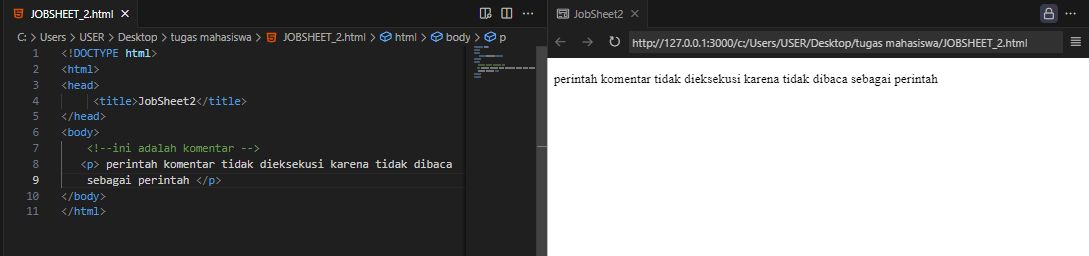 JOBSHEET_2.html
C: > Users > USER > Desktop > tugas mahasiswa > JOBSHEET_2.html > html > body > p
1 <!DOCTYPE html>
2 <html>
3 <head>
4 <title>JobSheet2</title>
5 </head>
6 <body>
7 <!--ini adalah komentar -->
8 <p> perintah komentar tidak dieksekusi karena tidak dibaca
9 sebagai perintah </p>
10 </body>
11 </html>
JobSheet2
http://127.0.0.1:3000/c:/Users/USER/Desktop/tugas mahasiswa/JOBSHEET_2.html
perintah komentar tidak dieksekusi karena tidak dibaca sebagai perintah